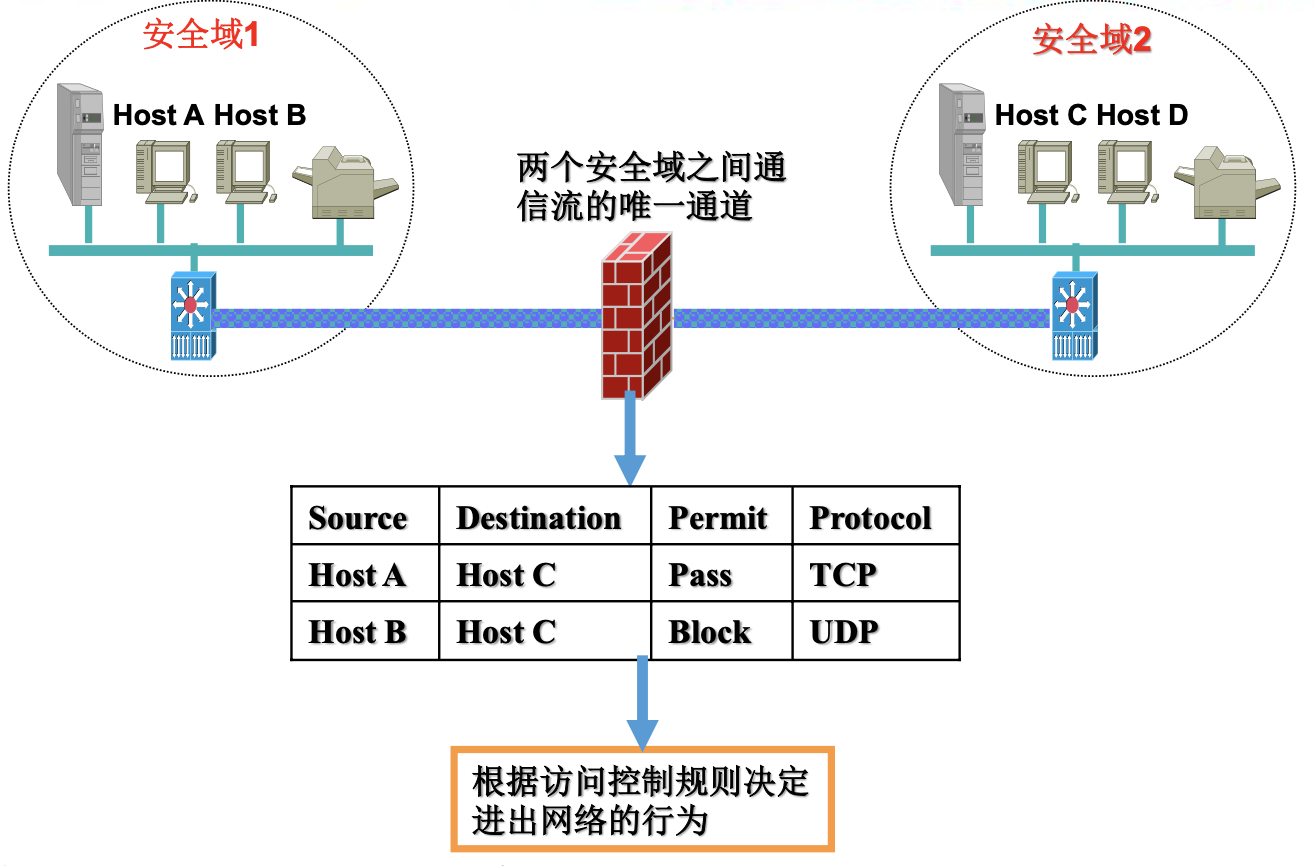 安全域1
安全域2
Host A Host B
Host C Host D
两个安全域之间通
信流的唯一通道
Source Destination Permit Protocol
Host A Host C Pass TCP
Host B Host C Block UDP
根据访问控制规则决定
进出网络的行为